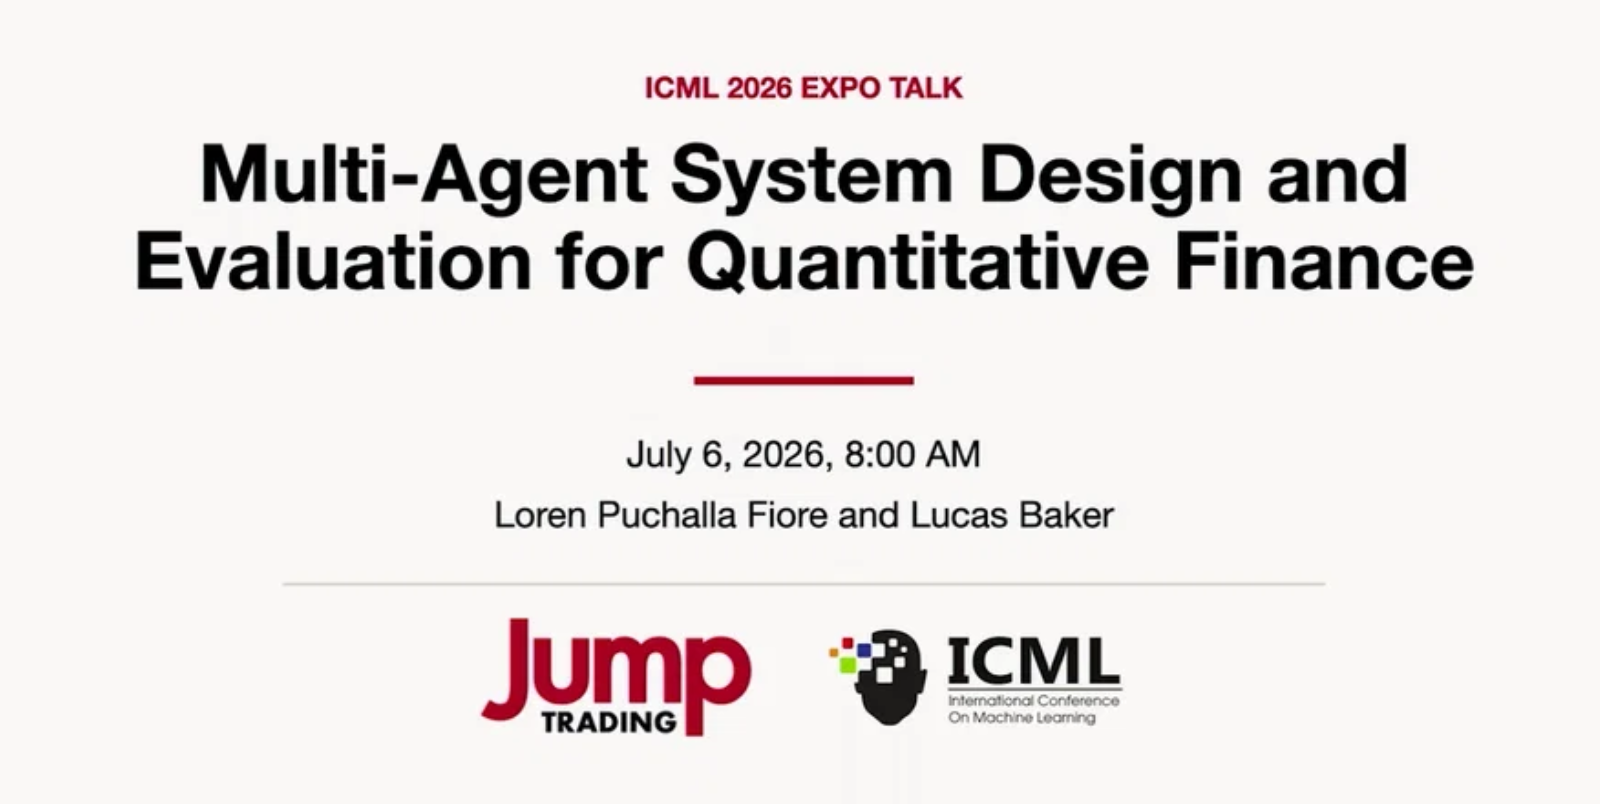 ICML 2026 EXPO TALK
Multi-Agent System Design and
Evaluation for Quantitative Finance
July 6, 2026, 8:00 AM
Loren Puchalla Fiore and Lucas Baker
Jump
TRADING
ICML
International Conference
On Machine Learning